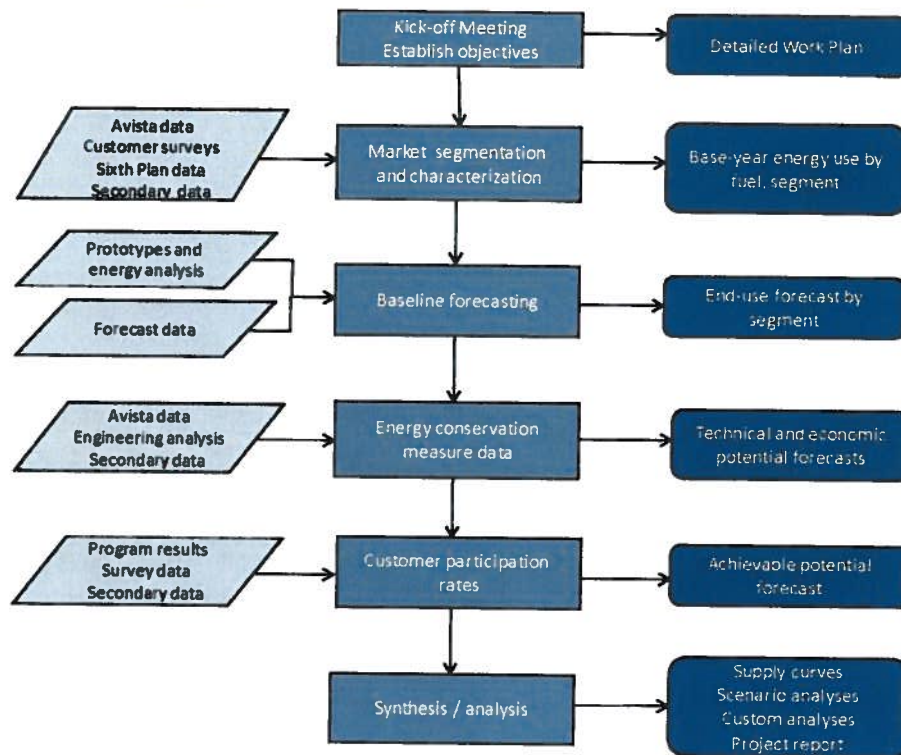 Kick-off Meeting
Establish objectives
Detailed Work Plan
Avista data
Customer surveys
Sixth Plan data
Secondary data
Market segmentation
and characterization
Base-year energy use by
fuel, segment
Prototypes and
energy analysis
Forecast data
Baseline forecasting
End-use forecast by
segment
Avista data
Engineering analysis
Secondary data
Energy conservation
measure data
Technical and economic
potential forecasts
Program results
Survey data
Secondary data
Customer participation
rates
Achievable potential
forecast
Synthesis / analysis
Supply curves
Scenario analyses
Custom analyses
Project report